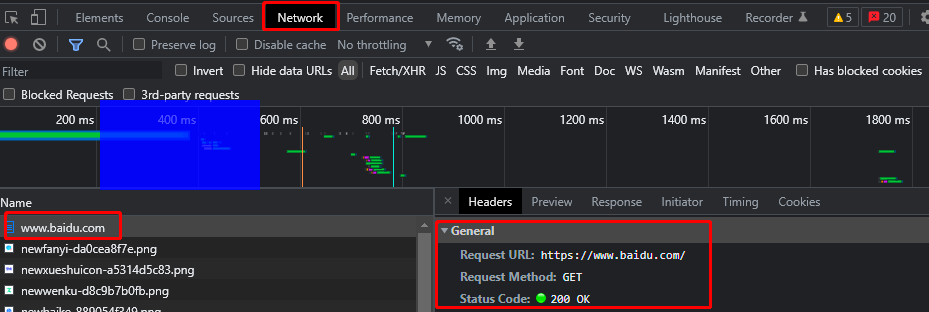 Elements Console Sources Network Performance Memory Application Security Lighthouse Recorder 5 20
Preserve log Disable cache No throttling
Filter Invert Hide data URLs All Fetch/XHR JS CSS Img Media Font Doc WS Wasm Manifest Other Has blocked cookies
Blocked Requests 3rd-party requests
200 ms 400 ms 600 ms 800 ms 1000 ms 1200 ms 1400 ms 1600 ms 1800 ms
Name
www.baidu.com
newfanyi-da0cea8f7e.png
newxueshuicon-a5314d5c83.png
newwenku-d8c9b7b0fb.png
newbaike-889054f349.png
× Headers Preview Response Initiator Timing Cookies
General
Request URL: https://www.baidu.com/
Request Method: GET
Status Code: 200 OK